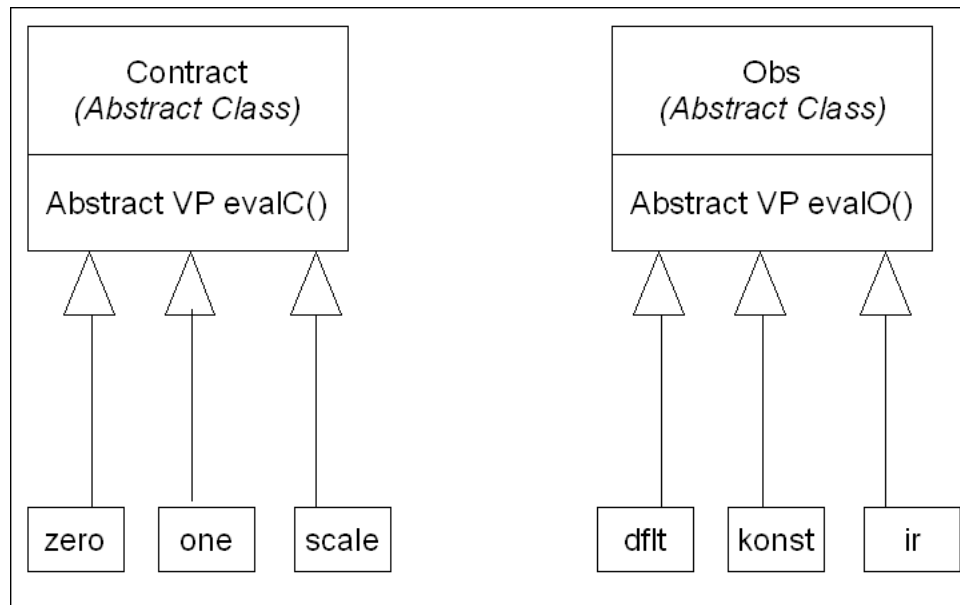 Contract
(Abstract Class)
Abstract VP evalC()
zero
one
scale
Obs
(Abstract Class)
Abstract VP evalO()
dflt
konst
ir